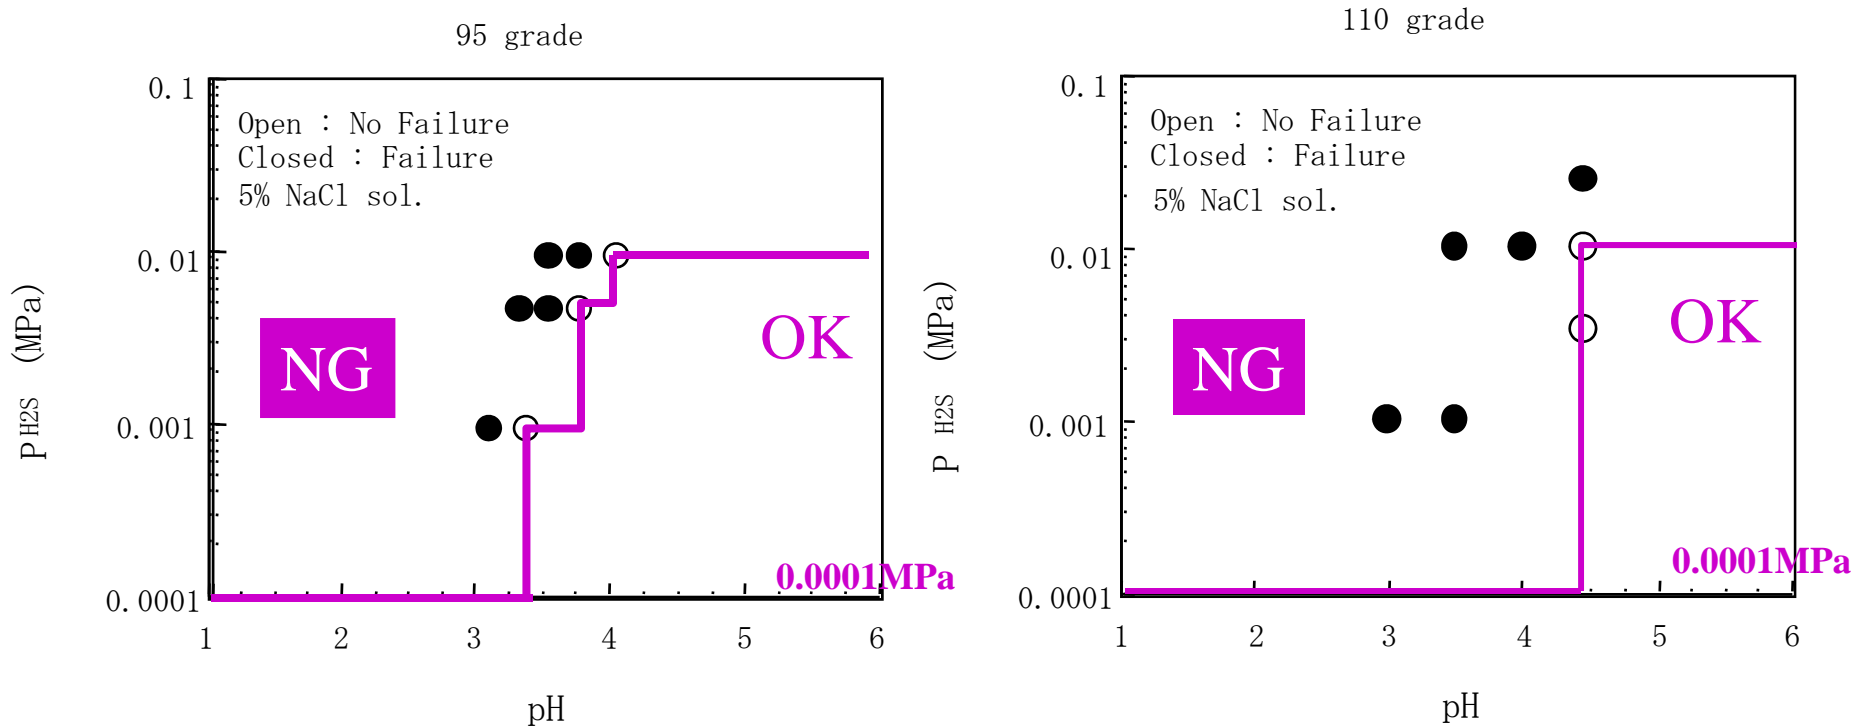 95 grade
0.1
Open : No Failure
Closed : Failure
5% NaCl sol.
0.01
P H2S (MPa)
NG
OK
0.001
0.0001MPa
0.0001
1 2 3 4 5 6
pH
110 grade
0.1
Open : No Failure
Closed : Failure
5% NaCl sol.
0.01
P H2S (MPa)
NG
OK
0.001
0.0001MPa
0.0001
1 2 3 4 5 6
pH